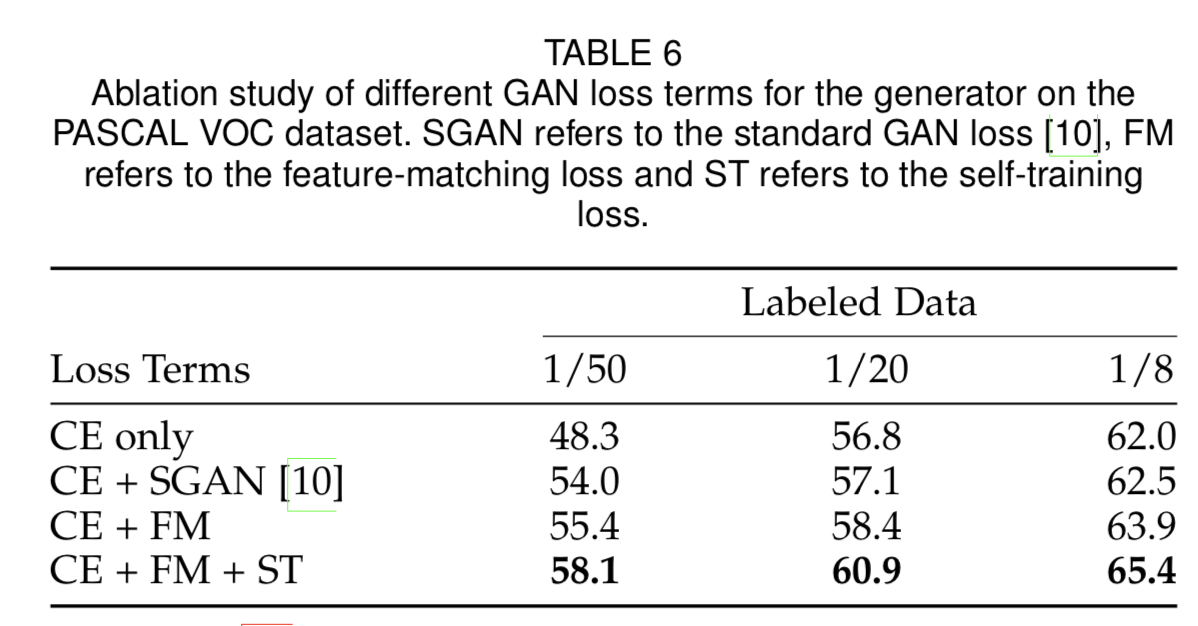 TABLE 6
Ablation study of different GAN loss terms for the generator on the
PASCAL VOC dataset. SGAN refers to the standard GAN loss [10], FM
refers to the feature-matching loss and ST refers to the self-training
loss.
Labeled Data
Loss Terms 1/50 1/20 1/8
CE only 48.3 56.8 62.0
CE + SGAN [10] 54.0 57.1 62.5
CE + FM 55.4 58.4 63.9
CE + FM + ST 58.1 60.9 65.4